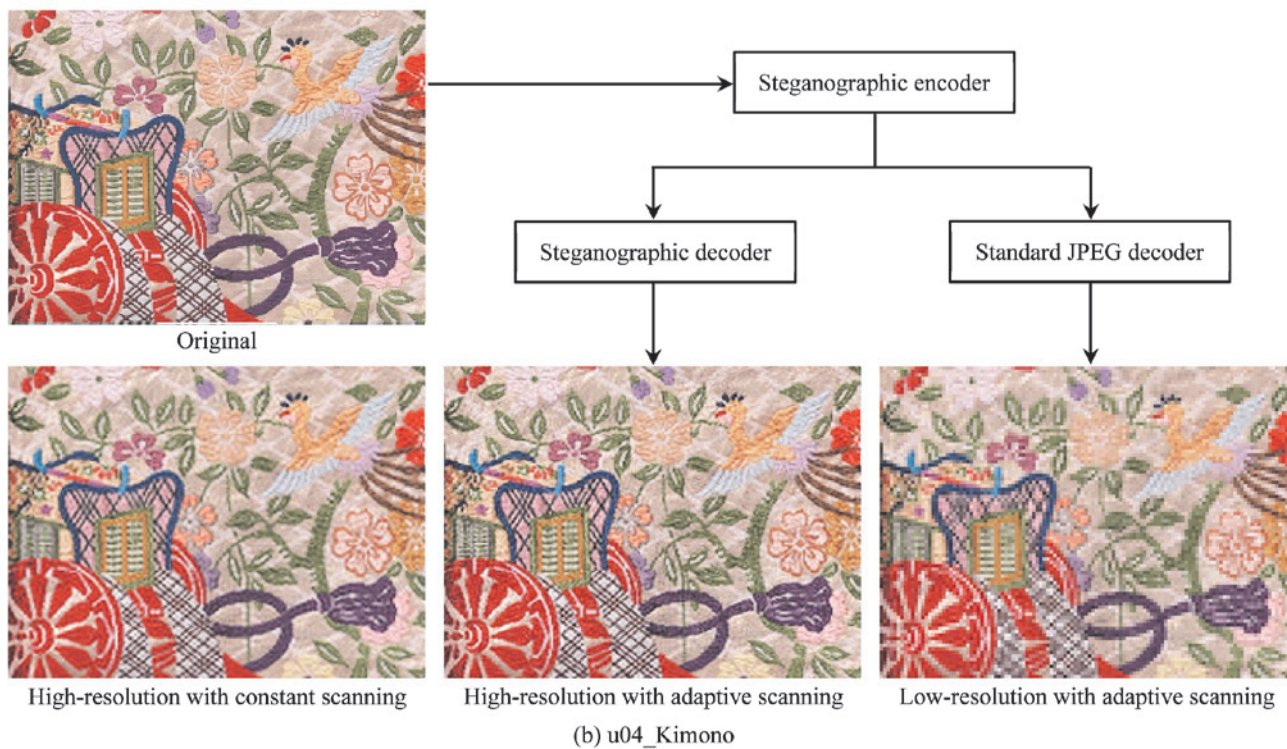 Steganographic encoder
Steganographic decoder
Standard JPEG decoder
Original
High-resolution with constant scanning
High-resolution with adaptive scanning
Low-resolution with adaptive scanning
(b) u04_Kimono